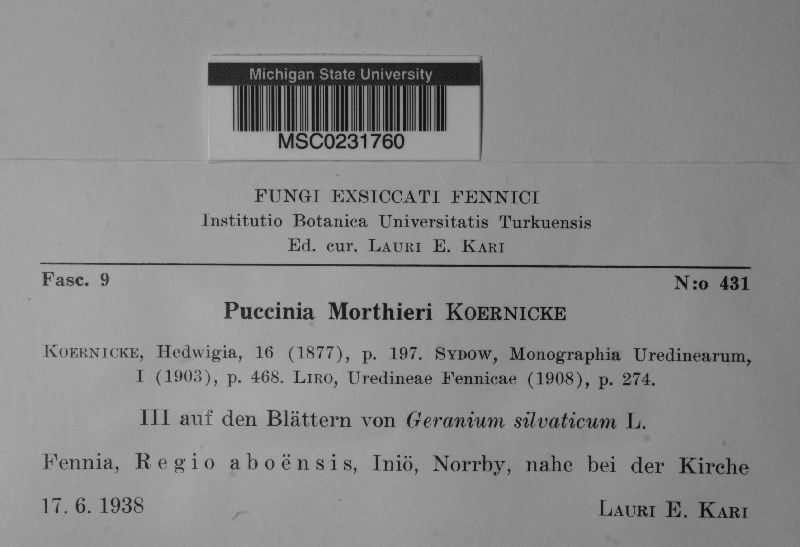 Michigan State University
MSC0231760
FUNGI EXSICCATI FENNICI
Institutio Botanica Universitatis Turkuensis
Ed. cur. LAURI E. KARI
Fasc. 9 N:o 431
Puccinia Morthieri KOERNICKE
KOERNICKE, Hedwigia, 16 (1877), p. 197. SYDOW, Monographia Uredinearum,
I (1903), p. 468. LIRO, Uredineae Fennicae (1908), p. 274.
III auf den Blättern von Geranium silvaticum L.
Fennia, Regio aboënsis, Iniö, Norrby, nahe bei der Kirche
17. 6. 1938 LAURI E. KARI